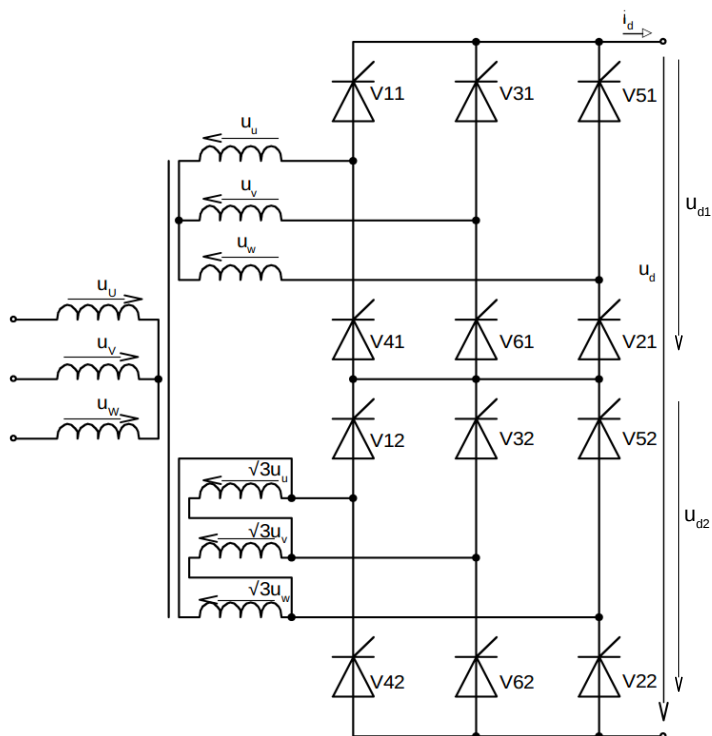 i_d
V11
V31
V51
u_u
u_v
u_w
u_d1
u_d
u_U
u_V
u_W
V41
V61
V21
V12
V32
V52
√3u_u
√3u_v
√3u_w
u_d2
V42
V62
V22